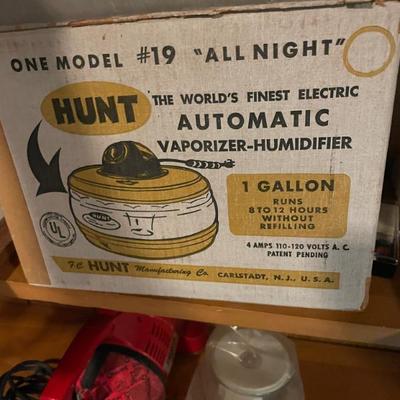 ONE MODEL #19 "ALL NIGHT"
HUNT
THE WORLD'S FINEST ELECTRIC
AUTOMATIC
VAPORIZER-HUMIDIFIER
HUNT
1 GALLON
RUNS
8 TO 12 HOURS
WITHOUT
REFILLING
UL
4 AMPS 110-120 VOLTS A.C.
PATENT PENDING
F.C. HUNT Manufacturing Co. CARLSTADT, N.J., U.S.A.